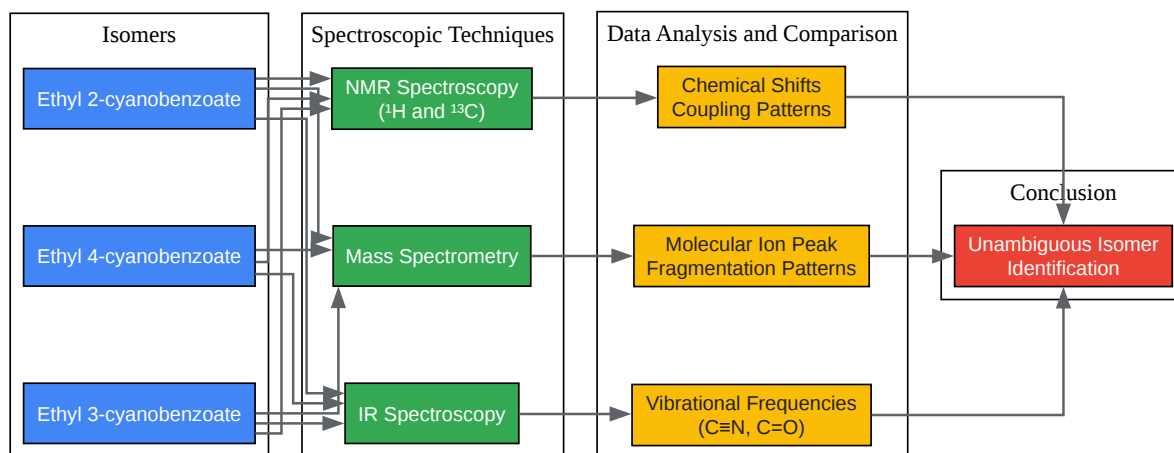 Isomers
Ethyl 2-cyanobenzoate
Ethyl 4-cyanobenzoate
Ethyl 3-cyanobenzoate
Spectroscopic Techniques
NMR Spectroscopy
(¹H and ¹³C)
Mass Spectrometry
IR Spectroscopy
Data Analysis and Comparison
Chemical Shifts
Coupling Patterns
Molecular Ion Peak
Fragmentation Patterns
Vibrational Frequencies
(C≡N, C=O)
Conclusion
Unambiguous Isomer
Identification